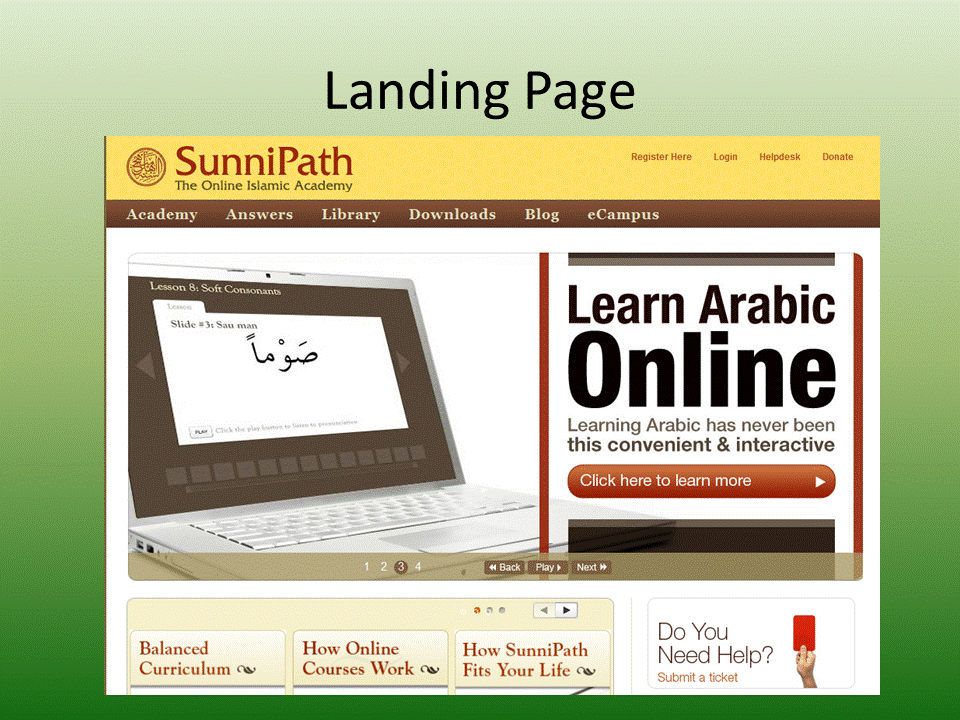 Landing Page
SunniPath
The Online Islamic Academy
Register Here Login Helpdesk Donate
Academy Answers Library Downloads Blog eCampus
Lesson 8: Soft Consonants
Lesson
Slide #3: Sau man
صَوْماً
PLAY Click the play button to listen to pronunciation
Learn Arabic
Online
Learning Arabic has never been
this convenient & interactive
Click here to learn more
1 2 3 4 Back Play Next
Balanced
Curriculum
How Online
Courses Work
How SunniPath
Fits Your Life
Do You
Need Help?
Submit a ticket